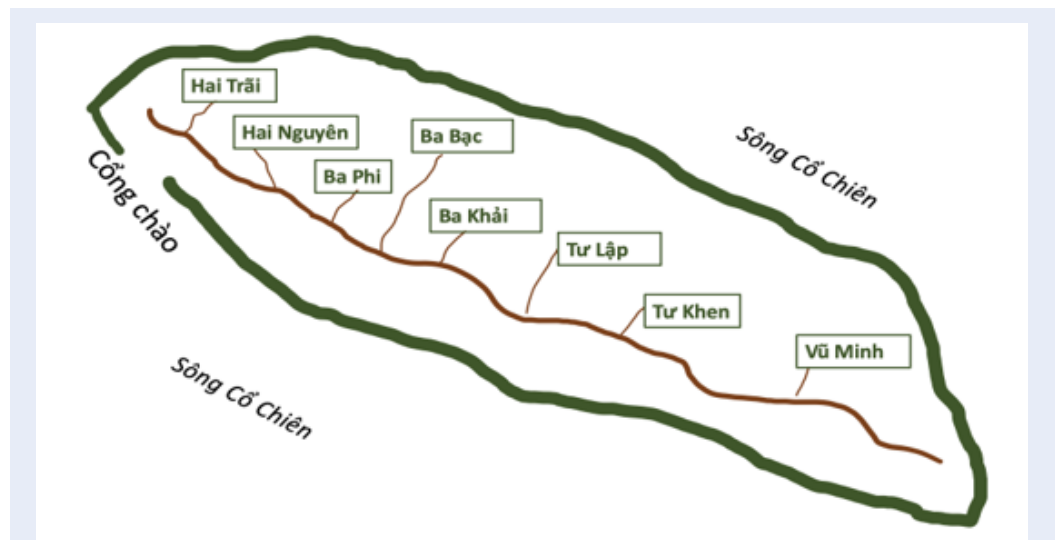 Hai Trãi
Hai Nguyên
Ba Bạc
Ba Phi
Ba Khải
Tư Lập
Tư Khen
Vũ Minh
Cổng chào
Sông Cổ Chiên
Sông Cổ Chiên